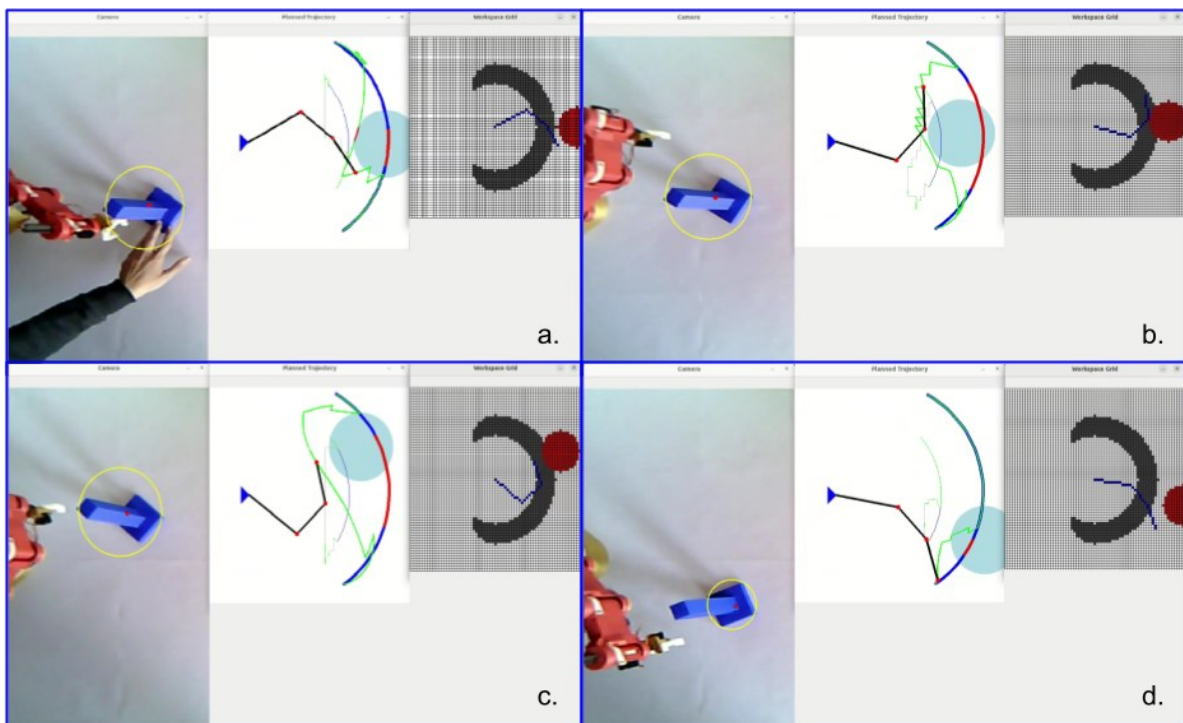 Camera Planned Trajectory Workspace Grid
Camera Planned Trajectory Workspace Grid
a.
b.
Camera Planned Trajectory Workspace Grid
Camera Planned Trajectory Workspace Grid
c.
d.